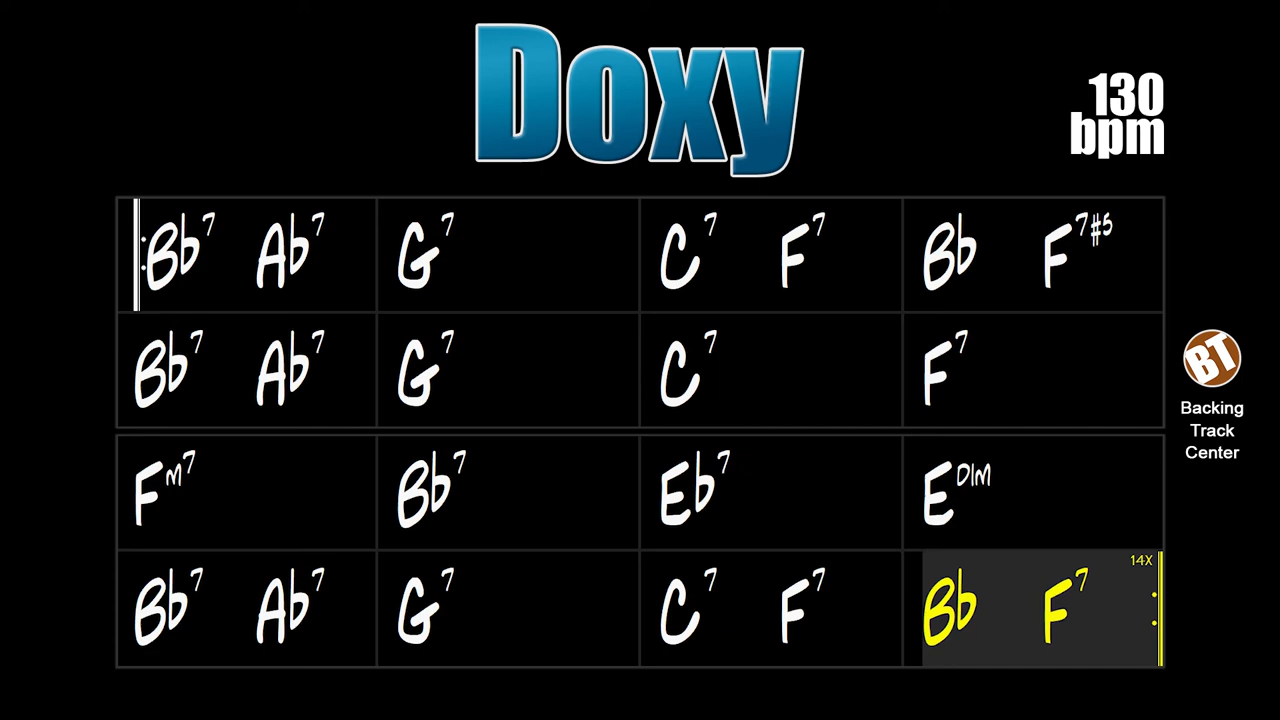 Doxy
130
bpm
Bb7 Ab7 G7 C7 F7 Bb F7#5
Bb7 Ab7 G7 C7 F7
FM7 Bb7 Eb7 EDIM
14X
Bb7 Ab7 G7 C7 F7 Bb F7
BT
Backing
Track
Center